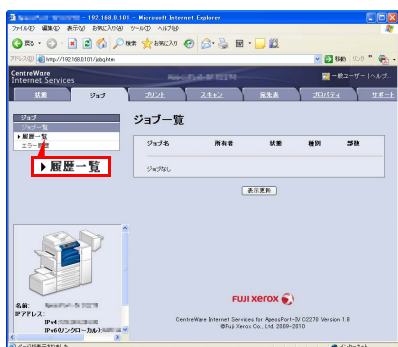 - 192.168.0.101 - Microsoft Internet Explorer
ファイル(F) 編集(E) 表示(V) お気に入り(A) ツール(T) ヘルプ(H)
戻る 検索 お気に入り
アドレス(D) http://192.168.0.101/jobs.htm 移動 リンク
CentreWare
Internet Services
一般ユーザー | ヘルプ
状態 ジョブ プリント スキャン 宛先表 プロパティ サポート
ジョブ
ジョブ一覧
履歴一覧
エラー履歴
履歴一覧
ジョブ一覧
ジョブ名 所有者 状態 種別 部数
ジョブなし
表示更新
名前:
IPアドレス:
IPv4:
IPv6(リンクローカル):
FUJI XEROX
CentreWare Internet Services for ApeosPort-IV C2270 Version 1.8
©Fuji Xerox Co., Ltd. 2009-2010
ページが表示されました
インターネット